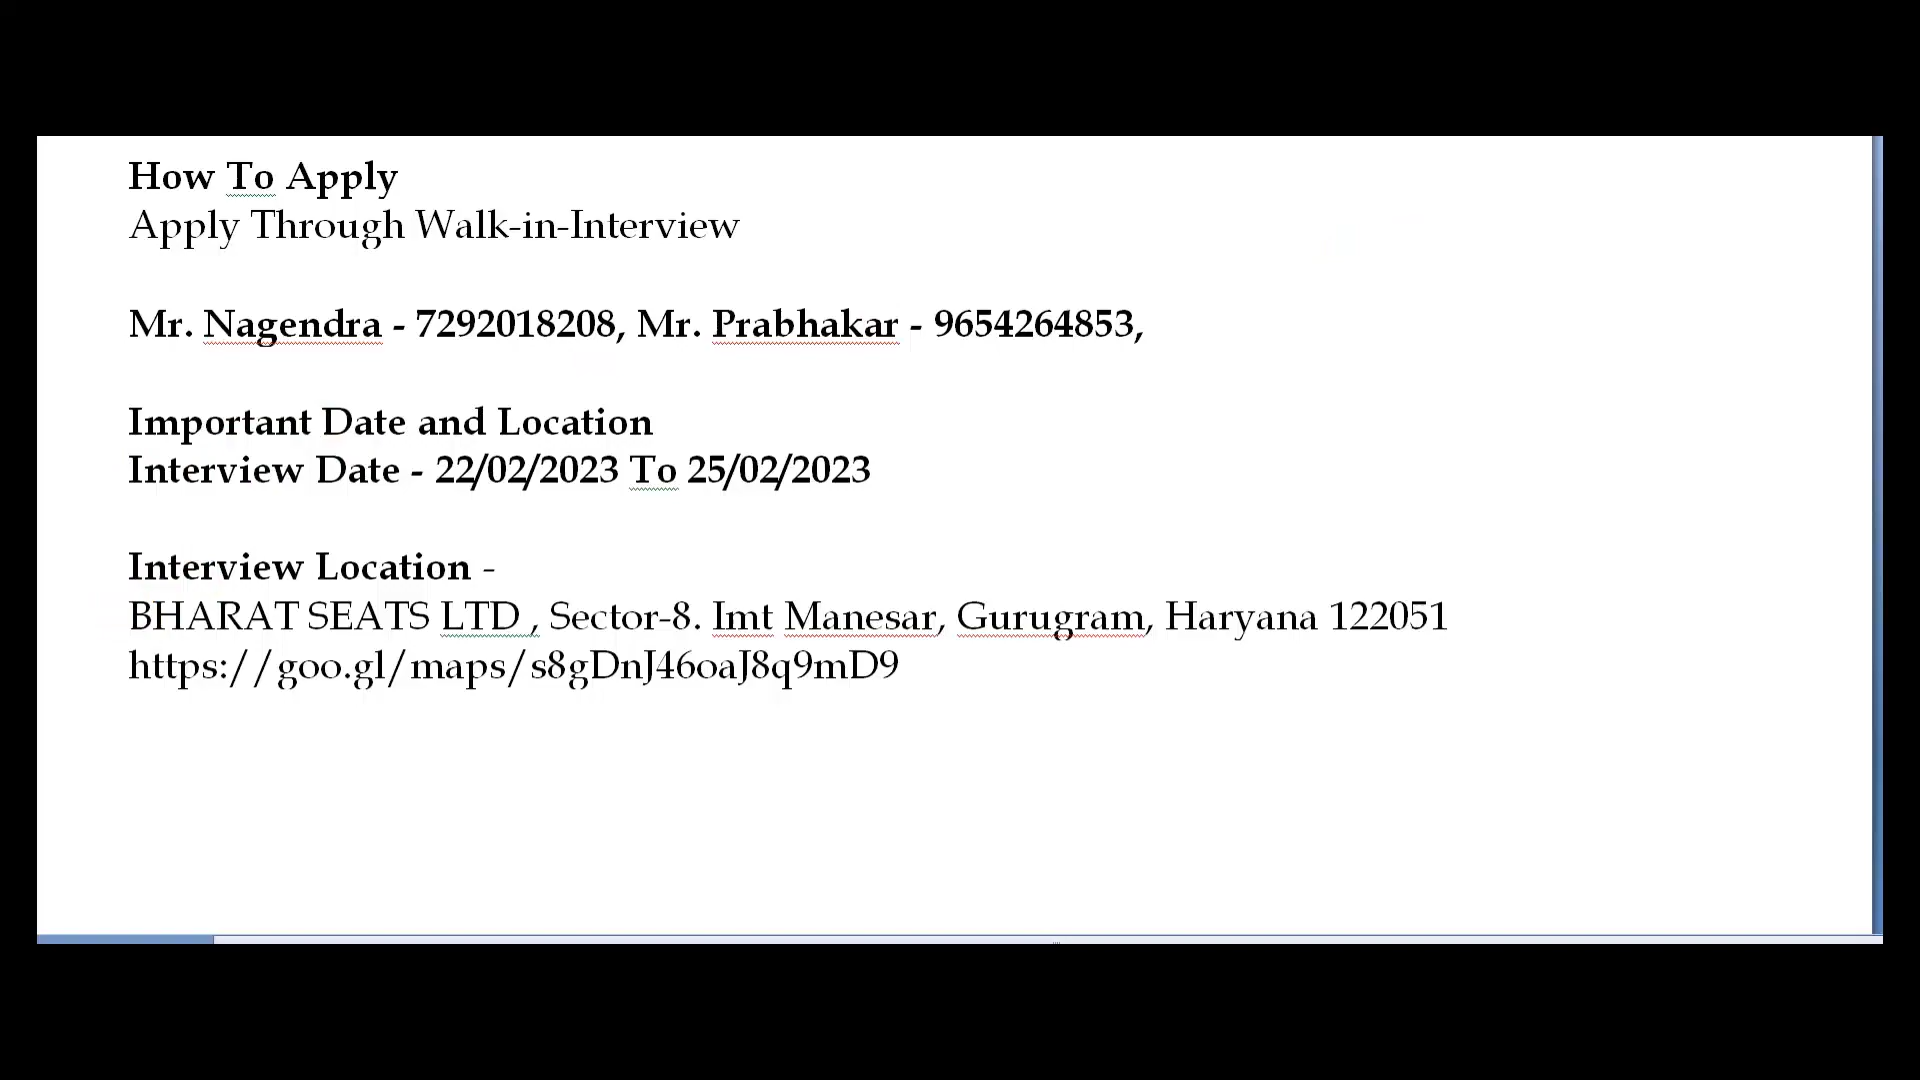 How To Apply
Apply Through Walk-in-Interview
Mr. Nagendra - 7292018208, Mr. Prabhakar - 9654264853,
Important Date and Location
Interview Date - 22/02/2023 To 25/02/2023
Interview Location -
BHARAT SEATS LTD , Sector-8. Imt Manesar, Gurugram, Haryana 122051
https://goo.gl/maps/s8gDnJ46oaJ8q9mD9